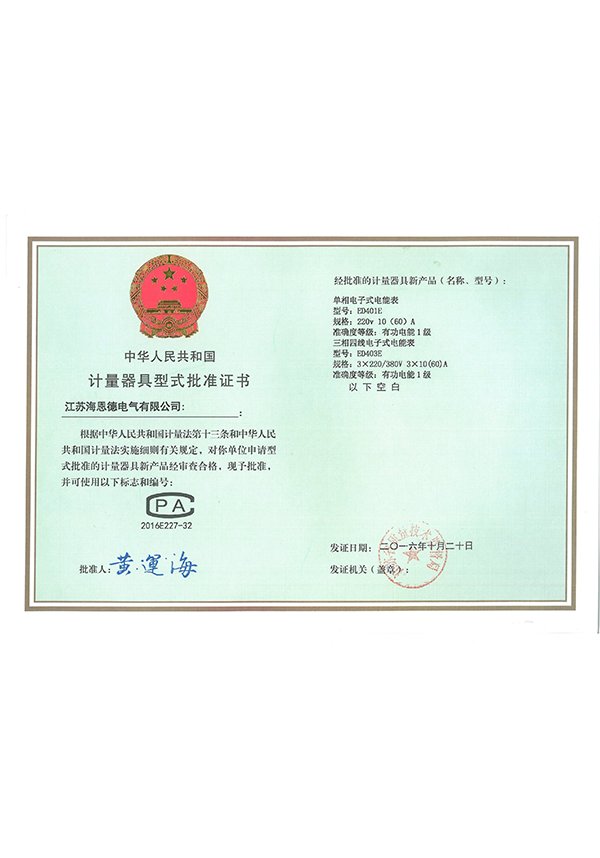 中华人民共和国
计量器具型式批准证书
江苏海恩德电气有限公司：
：
根据中华人民共和国计量法第十三条和中华人民
共和国计量法实施细则有关规定，对你单位申请型
式批准的计量器具新产品经审查合格，现予批准，
并可使用以下标志和编号：
CPA
2016E227-32
批准人：黄運海
经批准的计量器具新产品（名称、型号）：
单相电子式电能表
型号：ED401E
规格：220v 10（60）A
准确度等级：有功电能1级
三相四线电子式电能表
型号：ED403E
规格：3×220/380V 3×10(60)A
准确度等级：有功电能1级
以下空白
发证日期：二〇一六年十月二十日
发证机关（盖章）：